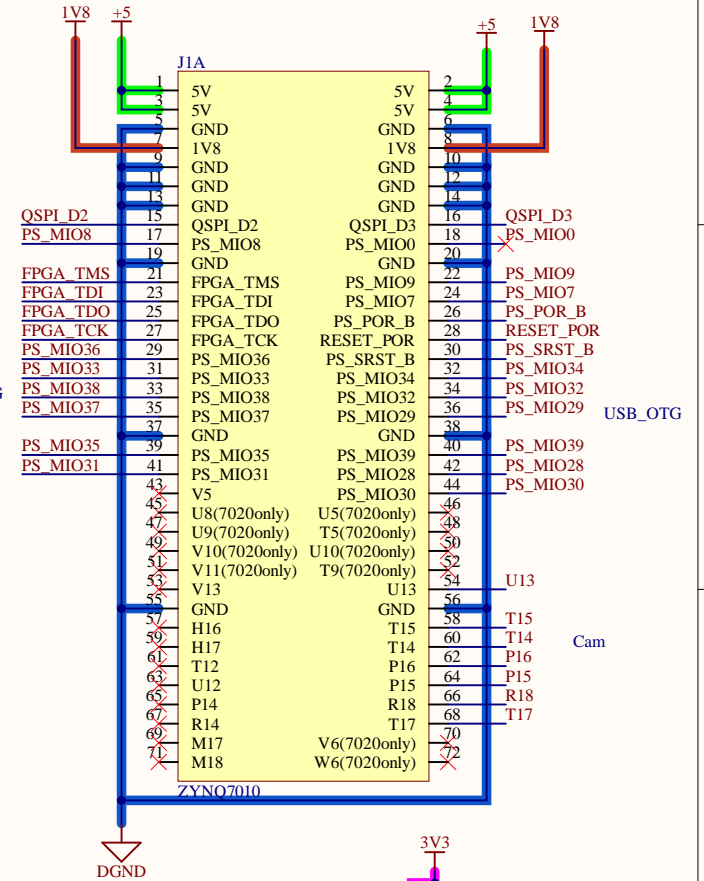 1V8 +5 +5 1V8
J1A
1 5V 5V 2
3 5V 5V 4
5 GND GND 6
7 1V8 1V8 8
9 GND GND 10
11 GND GND 12
13 GND GND 14
QSPI_D2 15 QSPI_D2 QSPI_D3 16 QSPI_D3
PS_MIO8 17 PS_MIO8 PS_MIO0 18 PS_MIO0
19 GND GND 20
FPGA_TMS 21 FPGA_TMS PS_MIO9 22 PS_MIO9
FPGA_TDI 23 FPGA_TDI PS_MIO7 24 PS_MIO7
FPGA_TDO 25 FPGA_TDO PS_POR_B 26 PS_POR_B
FPGA_TCK 27 FPGA_TCK RESET_POR 28 RESET_POR
PS_MIO36 29 PS_MIO36 PS_SRST_B 30 PS_SRST_B
PS_MIO33 31 PS_MIO33 PS_MIO34 32 PS_MIO34
PS_MIO38 33 PS_MIO38 PS_MIO32 34 PS_MIO32
PS_MIO37 35 PS_MIO37 PS_MIO29 36 PS_MIO29
USB_OTG
37 GND GND 38
PS_MIO35 39 PS_MIO35 PS_MIO39 40 PS_MIO39
PS_MIO31 41 PS_MIO31 PS_MIO28 42 PS_MIO28
43 V5 PS_MIO30 44 PS_MIO30
45 U8(7020only) U5(7020only) 46
47 U9(7020only) T5(7020only) 48
49 V10(7020only) U10(7020only) 50
51 V11(7020only) T9(7020only) 52
53 V13 U13 54 U13
55 GND GND 56
57 H16 T15 58 T15
59 H17 T14 60 T14
Cam
61 T12 P16 62 P16
63 U12 P15 64 P15
65 P14 R18 66 R18
67 R14 T17 68 T17
69 M17 V6(7020only) 70
71 M18 W6(7020only) 72
ZYNQ7010
3V3
DGND